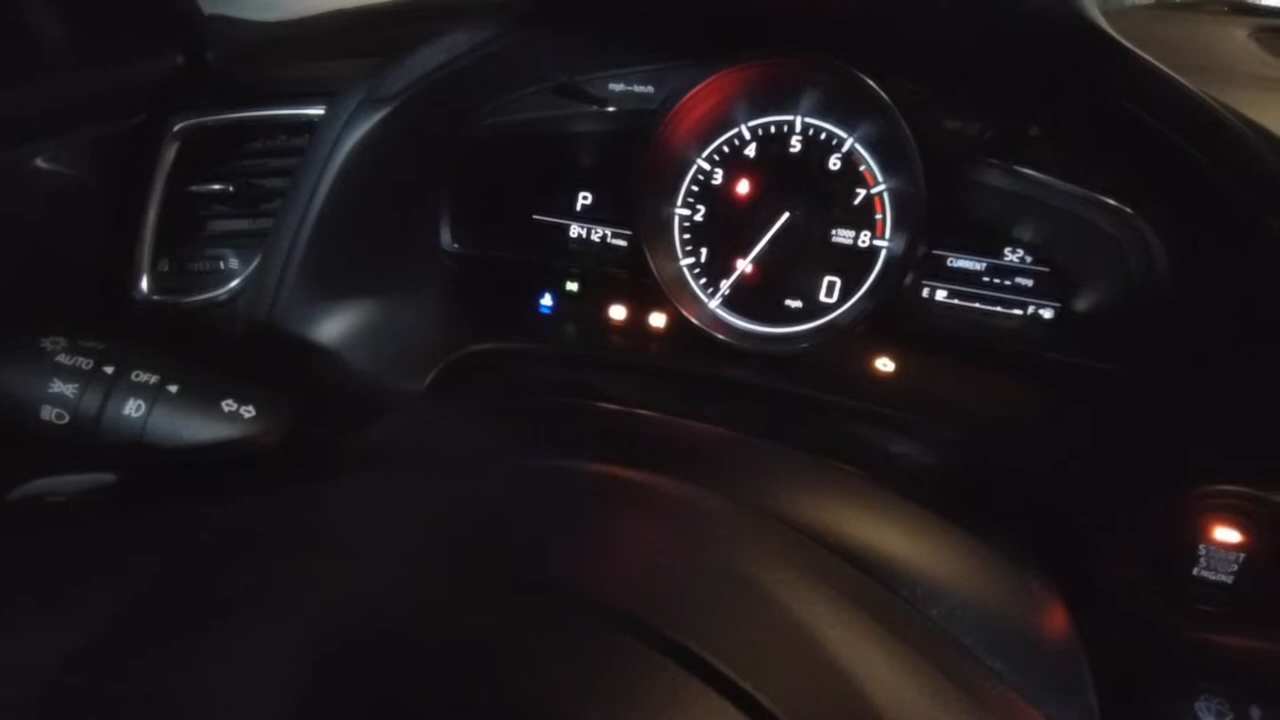 mph↔km/h
P
84127 miles
1
2
3
4
5
6
7
8
x1000
r/min
0
mph
52°F
CURRENT
--- mpg
E F
AUTO
OFF
START
STOP
ENGINE